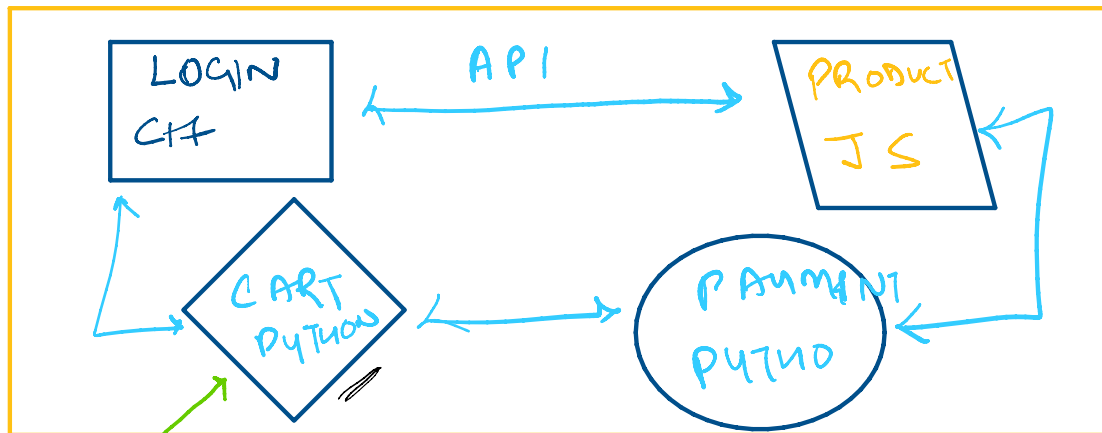 LOGIN
API
PRODUCT
JS
CART
PYTHON
PAYMENT
PYTHO